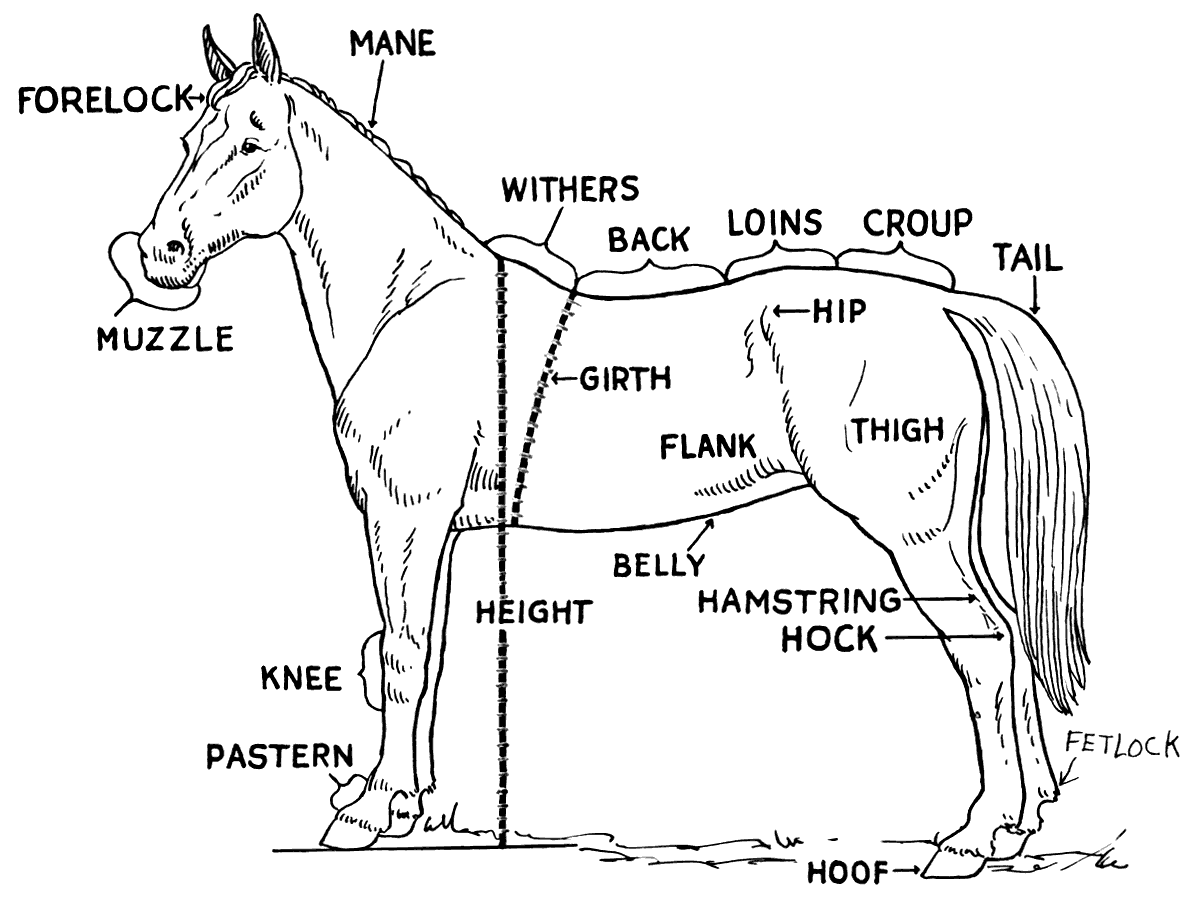 MANE
FORELOCK
WITHERS
LOINS
CROUP
BACK
TAIL
HIP
MUZZLE
GIRTH
THIGH
FLANK
BELLY
HAMSTRING
HEIGHT
HOCK
KNEE
FETLOCK
PASTERN
HOOF